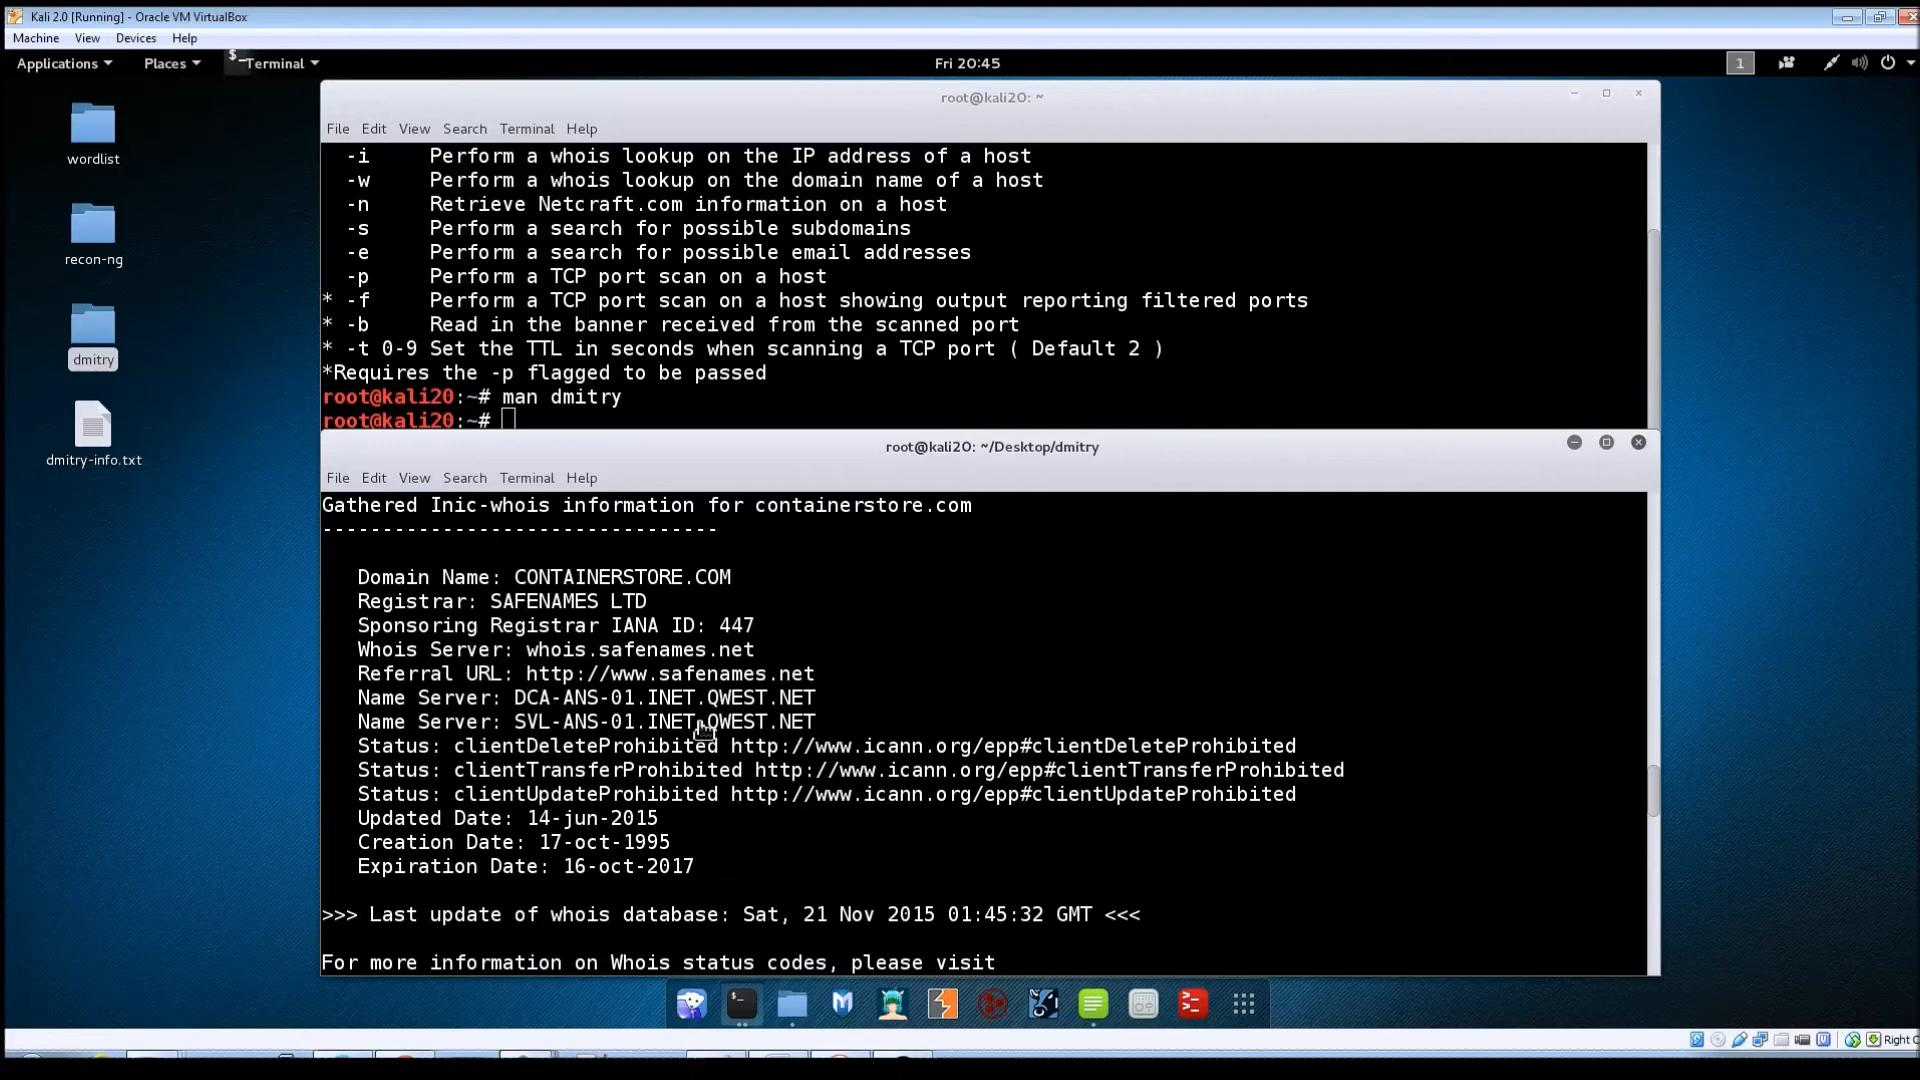 Kali 2.0 [Running] - Oracle VM VirtualBox
Machine View Devices Help
Applications Places Terminal Fri 20:45 1
wordlist
recon-ng
dmitry
dmitry-info.txt
root@kali20: ~
File Edit View Search Terminal Help
-i Perform a whois lookup on the IP address of a host
-w Perform a whois lookup on the domain name of a host
-n Retrieve Netcraft.com information on a host
-s Perform a search for possible subdomains
-e Perform a search for possible email addresses
-p Perform a TCP port scan on a host
* -f Perform a TCP port scan on a host showing output reporting filtered ports
* -b Read in the banner received from the scanned port
* -t 0-9 Set the TTL in seconds when scanning a TCP port ( Default 2 )
*Requires the -p flagged to be passed
root@kali20:~# man dmitry
root@kali20:~#
root@kali20: ~/Desktop/dmitry
File Edit View Search Terminal Help
Gathered Inic-whois information for containerstore.com
---------------------------------
Domain Name: CONTAINERSTORE.COM
Registrar: SAFENAMES LTD
Sponsoring Registrar IANA ID: 447
Whois Server: whois.safenames.net
Referral URL: http://www.safenames.net
Name Server: DCA-ANS-01.INET.QWEST.NET
Name Server: SVL-ANS-01.INET.QWEST.NET
Status: clientDeleteProhibited http://www.icann.org/epp#clientDeleteProhibited
Status: clientTransferProhibited http://www.icann.org/epp#clientTransferProhibited
Status: clientUpdateProhibited http://www.icann.org/epp#clientUpdateProhibited
Updated Date: 14-jun-2015
Creation Date: 17-oct-1995
Expiration Date: 16-oct-2017
>>> Last update of whois database: Sat, 21 Nov 2015 01:45:32 GMT <<<
For more information on Whois status codes, please visit
Right C